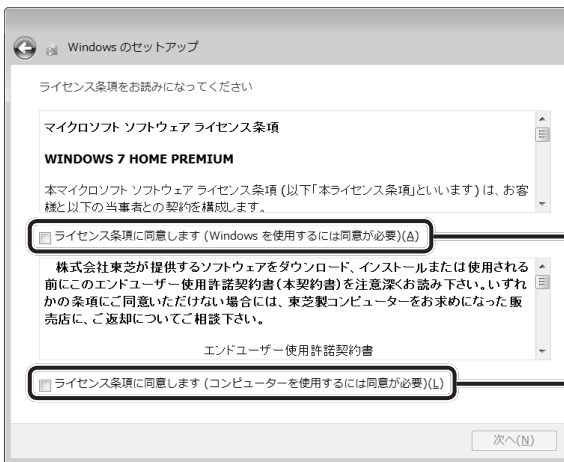 Windows のセットアップ
ライセンス条項をお読みになってください
マイクロソフト ソフトウェア ライセンス条項
WINDOWS 7 HOME PREMIUM
本マイクロソフト ソフトウェア ライセンス条項 (以下「本ライセンス条項」といいます) は、お客
様と以下の当事者との契約を構成します。
ライセンス条項に同意します (Windows を使用するには同意が必要)(A)
株式会社東芝が提供するソフトウェアをダウンロード、インストールまたは使用される
前にこのエンドユーザー使用許諾契約書(本契約書)を注意深くお読み下さい。いずれ
かの条項にご同意いただけない場合には、東芝製コンピューターをお求めになった販
売店に、ご返却についてご相談下さい。
エンドユーザー使用許諾契約書
ライセンス条項に同意します (コンピューターを使用するには同意が必要)(L)
次へ(N)